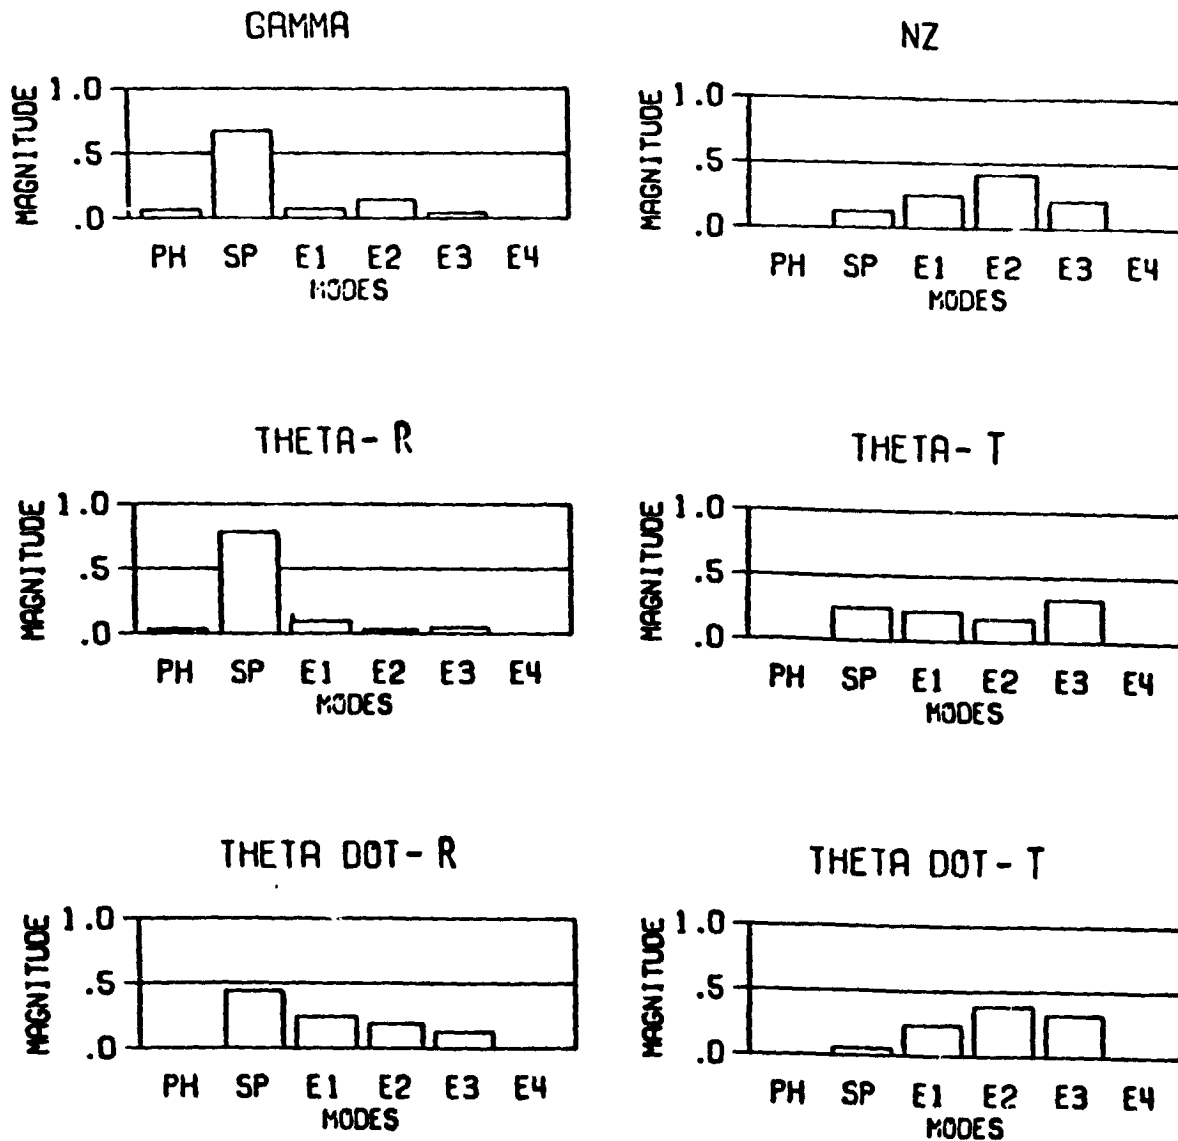 GAMMA
MAGNITUDE
1.0
.5
.0
PH SP E1 E2 E3 E4
MODES
NZ
MAGNITUDE
1.0
.5
.0
PH SP E1 E2 E3 E4
MODES
THETA- R
MAGNITUDE
1.0
.5
.0
PH SP E1 E2 E3 E4
MODES
THETA- T
MAGNITUDE
1.0
.5
.0
PH SP E1 E2 E3 E4
MODES
THETA DOT- R
MAGNITUDE
1.0
.5
.0
PH SP E1 E2 E3 E4
MODES
THETA DOT- T
MAGNITUDE
1.0
.5
.0
PH SP E1 E2 E3 E4
MODES